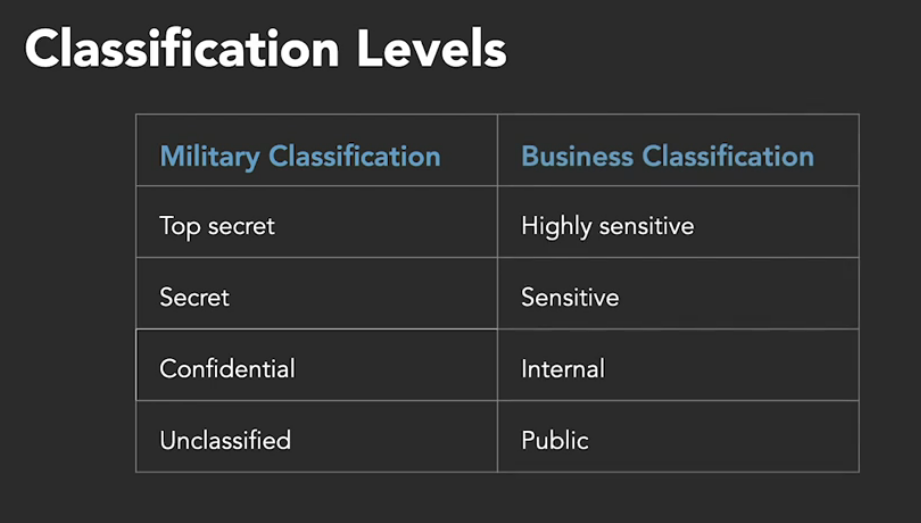 Classification Levels
Military Classification Business Classification
Top secret Highly sensitive
Secret Sensitive
Confidential Internal
Unclassified Public